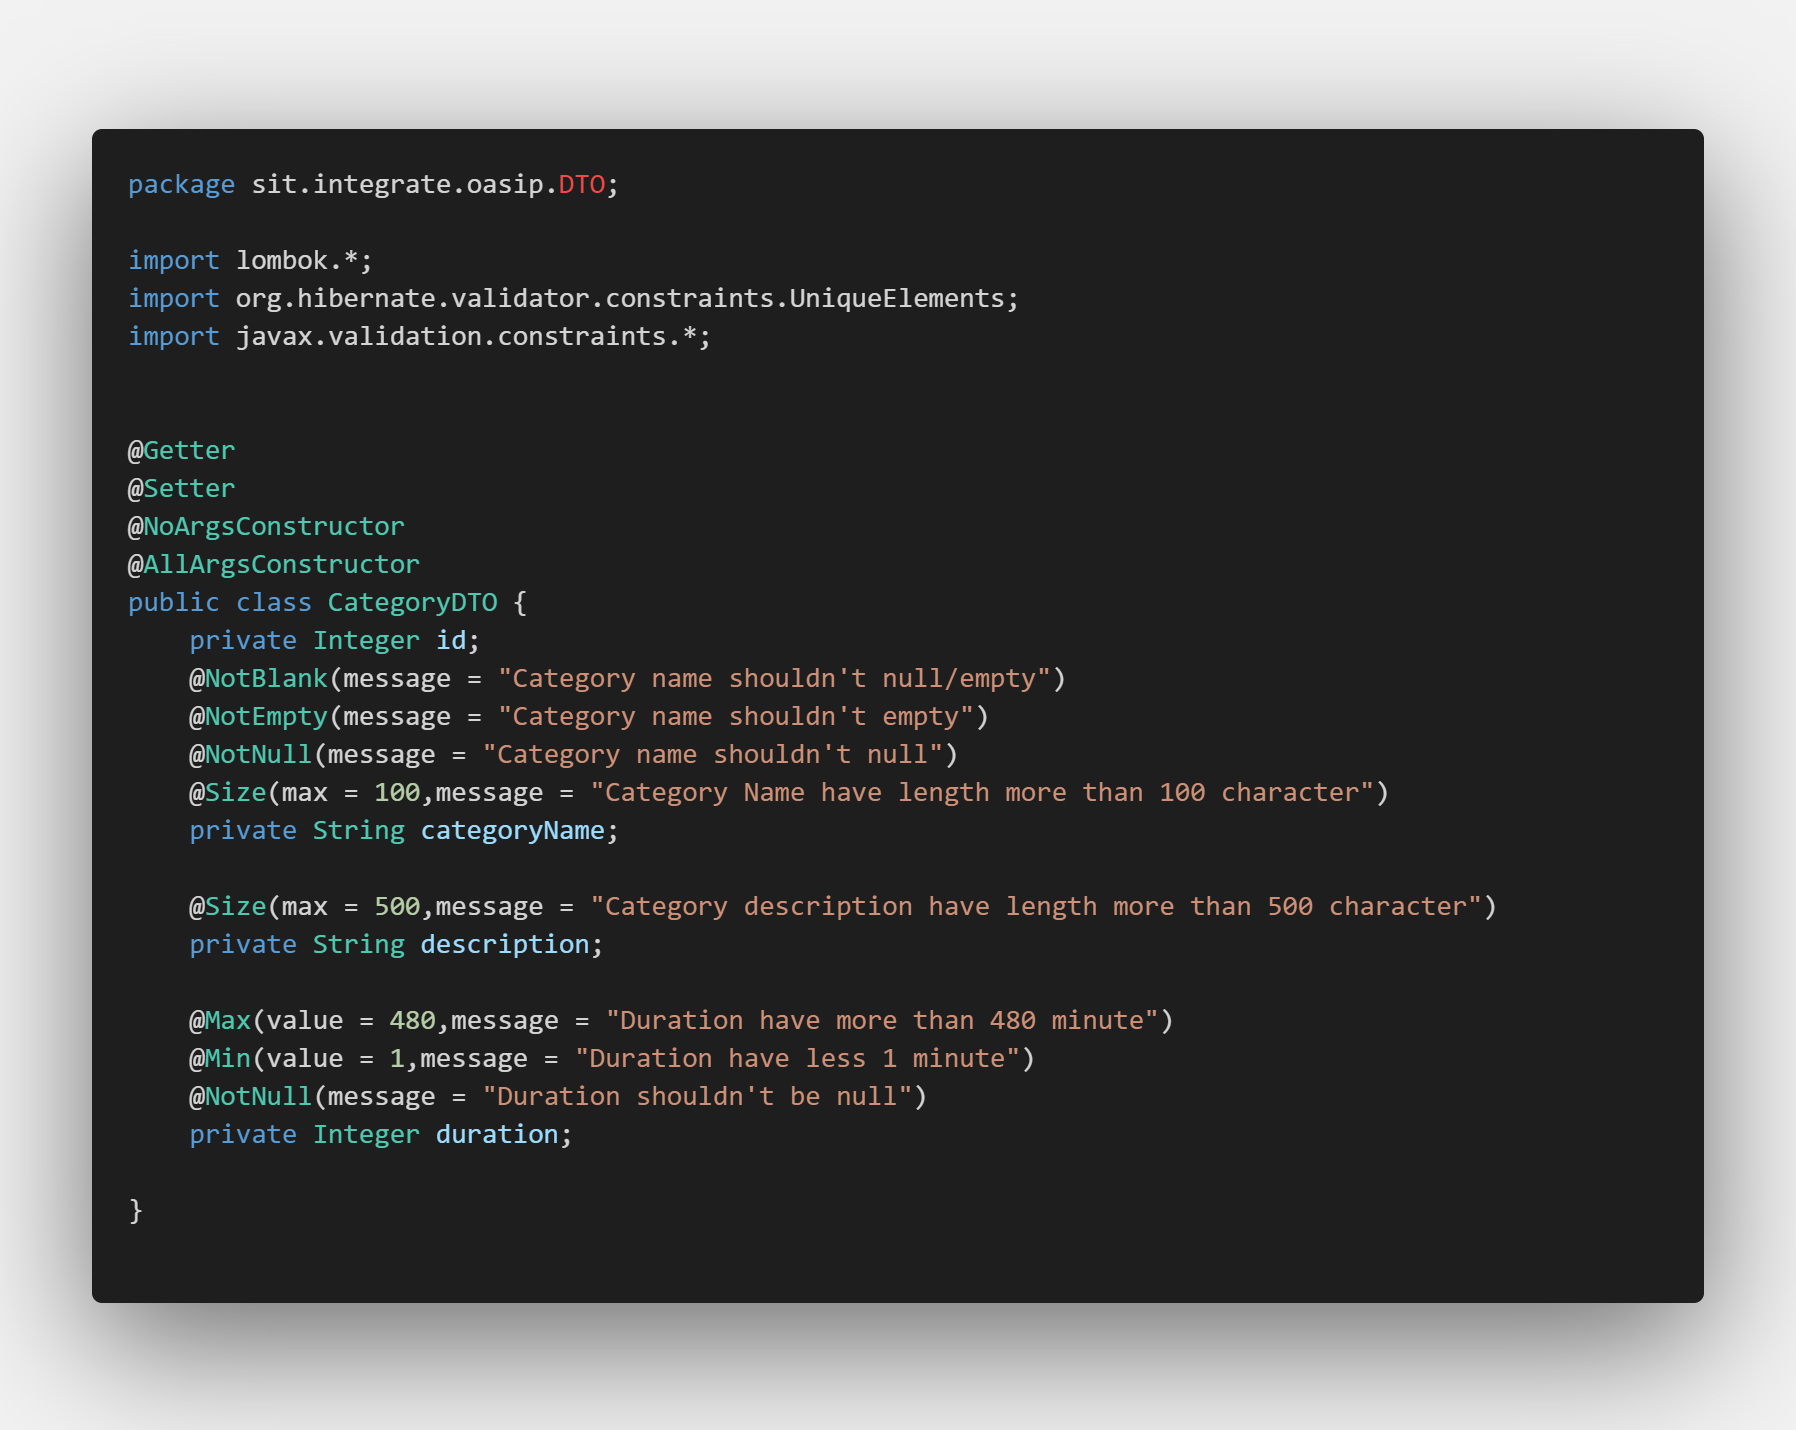 package sit.integrate.oasip.DTO;
import lombok.*;
import org.hibernate.validator.constraints.UniqueElements;
import javax.validation.constraints.*;
@Getter
@Setter
@NoArgsConstructor
@AllArgsConstructor
public class CategoryDTO {
    private Integer id;
    @NotBlank(message = "Category name shouldn't null/empty")
    @NotEmpty(message = "Category name shouldn't empty")
    @NotNull(message = "Category name shouldn't null")
    @Size(max = 100,message = "Category Name have length more than 100 character")
    private String categoryName;
    @Size(max = 500,message = "Category description have length more than 500 character")
    private String description;
    @Max(value = 480,message = "Duration have more than 480 minute")
    @Min(value = 1,message = "Duration have less 1 minute")
    @NotNull(message = "Duration shouldn't be null")
    private Integer duration;
}